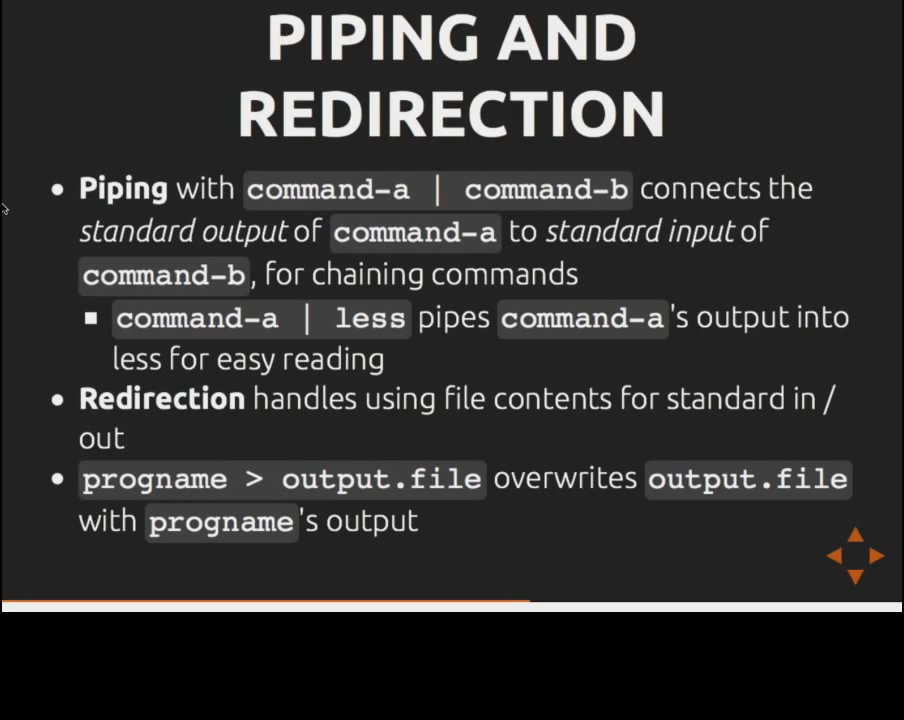 PIPING AND
REDIRECTION
• Piping with command-a | command-b connects the
standard output of command-a to standard input of
command-b, for chaining commands
▪ command-a | less pipes command-a's output into
less for easy reading
• Redirection handles using file contents for standard in /
out
• progname > output.file overwrites output.file
with progname's output